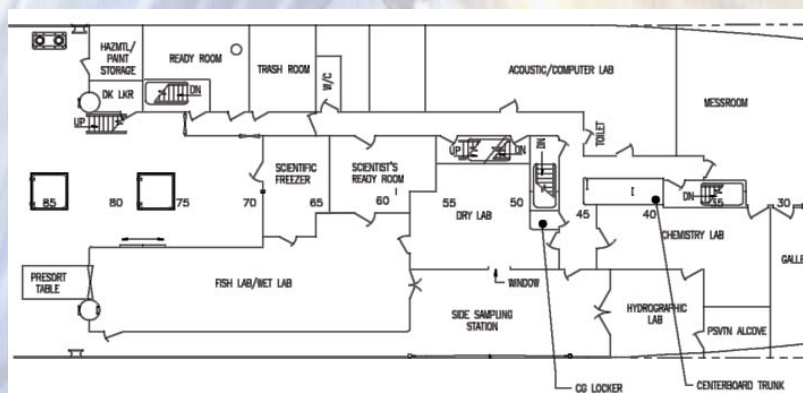 HAZMTL/
PAINT
STORAGE
READY ROOM
TRASH ROOM
W/C
ACOUSTIC/COMPUTER LAB
MESSROOM
DK LKR
DN
UP
TOILET
SCIENTIFIC
FREEZER
SCIENTIST'S
READY ROOM
UP
DN
DN
DN
85
80
75
70
65
60
55
50
45
40
35
30
DRY LAB
CHEMISTRY LAB
GALLE
PRESORT
TABLE
FISH LAB/WET LAB
WINDOW
SIDE SAMPLING
STATION
HYDROGRAPHIC
LAB
PSVTN ALCOVE
CG LOCKER
CENTERBOARD TRUNK